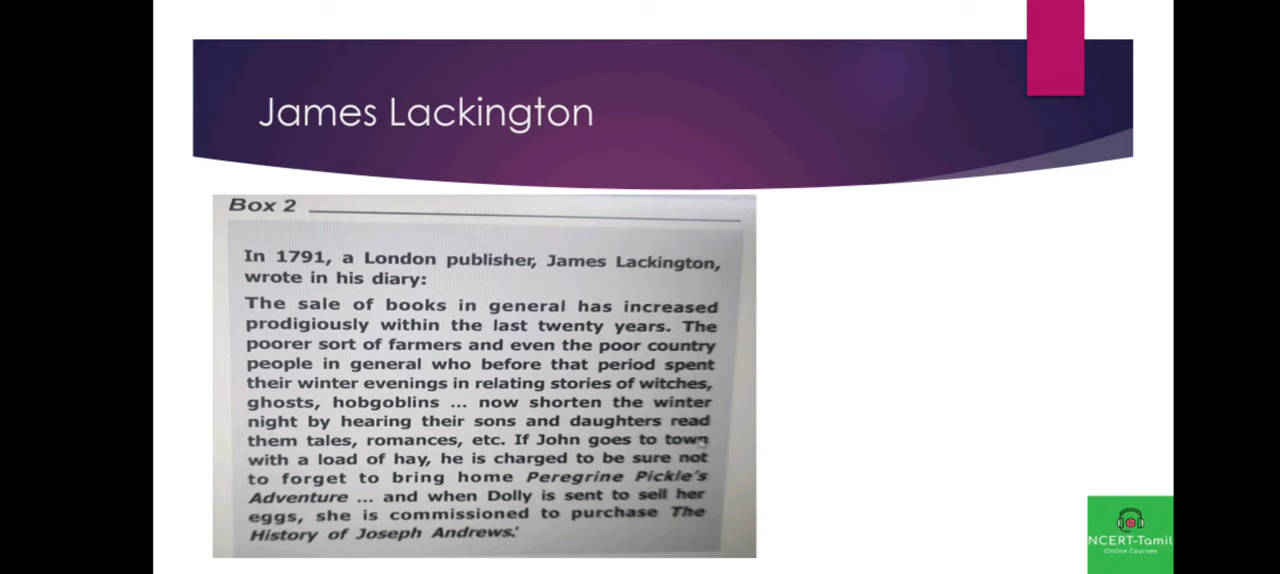 James Lackington
Box 2
In 1791, a London publisher, James Lackington,
wrote in his diary:
The sale of books in general has increased
prodigiously within the last twenty years. The
poorer sort of farmers and even the poor country
people in general who before that period spent
their winter evenings in relating stories of witches,
ghosts, hobgoblins ... now shorten the winter
night by hearing their sons and daughters read
them tales, romances, etc. If John goes to town
with a load of hay, he is charged to be sure not
to forget to bring home Peregrine Pickle's
Adventure ... and when Dolly is sent to sell her
eggs, she is commissioned to purchase The
History of Joseph Andrews.'
NCERT-Tamil
Online Courses